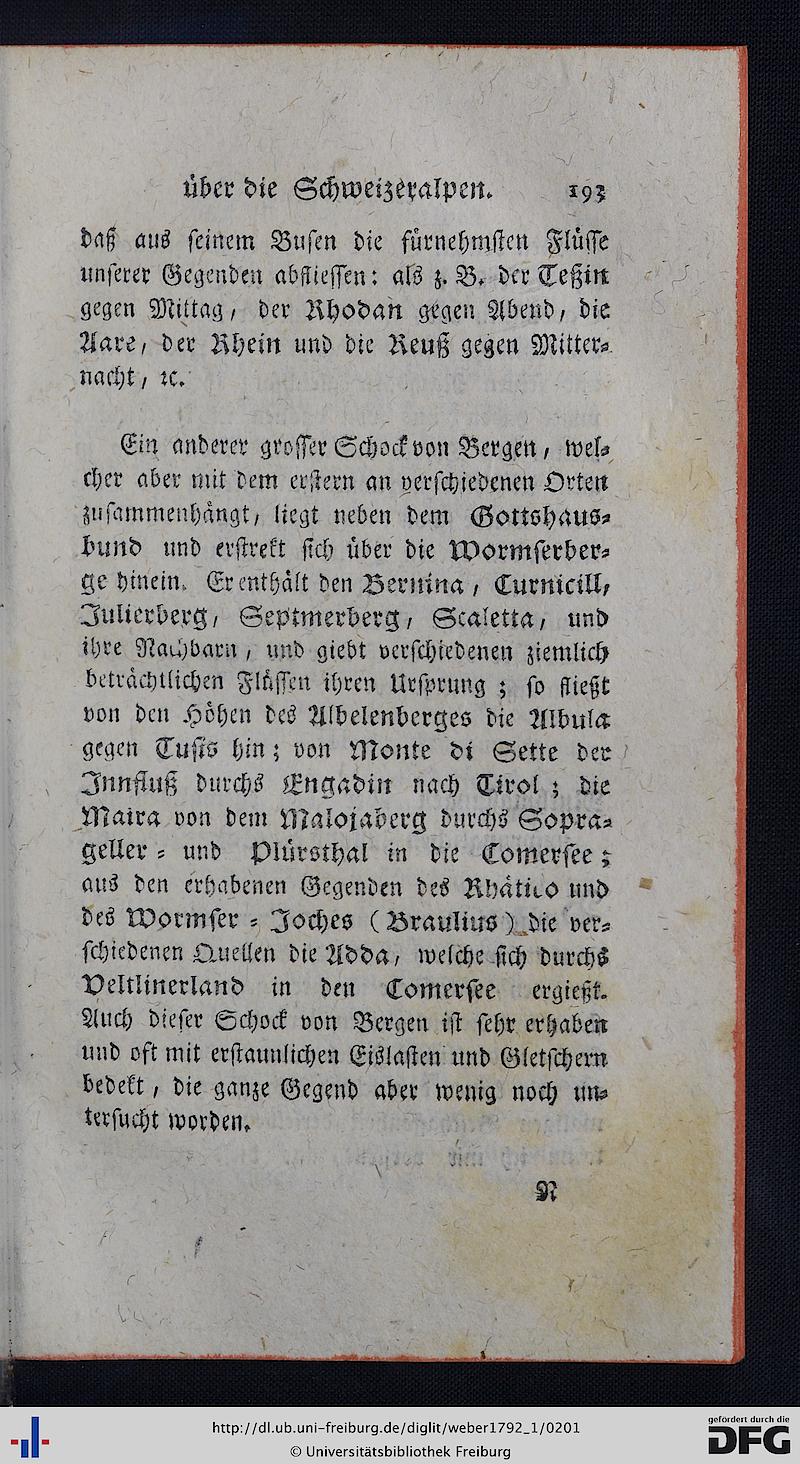 über die Schweizeralpen. 193
daß aus seinem Busen die fürnehmsten Flüsse
unserer Gegenden abfliessen: als z. B. der Teßin
gegen Mittag, der Rhodan gegen Abend, die
Aare, der Rhein und die Reuß gegen Mitter⸗
nacht, ꝛc.
Ein anderer grosser Schock von Bergen, wel⸗
cher aber mit dem erstern an verschiedenen Orten
zusammenhängt, liegt neben dem Gottshaus⸗
bund und erstrekt sich über die Wormserber⸗
ge hinein. Er enthält den Bernina, Curnicill,
Julierberg, Septmerberg, Scaletta, und
ihre Nachbarn, und giebt verschiedenen ziemlich
beträchtlichen Flüssen ihren Ursprung; so fließt
von den Höhen des Albelenberges die Albula
gegen Tusis hin; von Monte di Sette der
Innfluß durchs Engadin nach Tirol; die
Maira von dem Malojaberg durchs Sopra⸗
geller⸗ und Plürsthal in die Comersee;
aus den erhabenen Gegenden des Rhätico und
des Wormser⸗Joches (Braulius) die ver⸗
schiedenen Quellen die Adda, welche sich durchs
Veltlinerland in den Comersee ergießt.
Auch dieser Schock von Bergen ist sehr erhaben
und oft mit erstaunlichen Eislasten und Gletschern
bedekt, die ganze Gegend aber wenig noch un⸗
tersucht worden.
N
http://dl.ub.uni-freiburg.de/diglit/weber1792_1/0201
© Universitätsbibliothek Freiburg
gefördert durch die
DFG